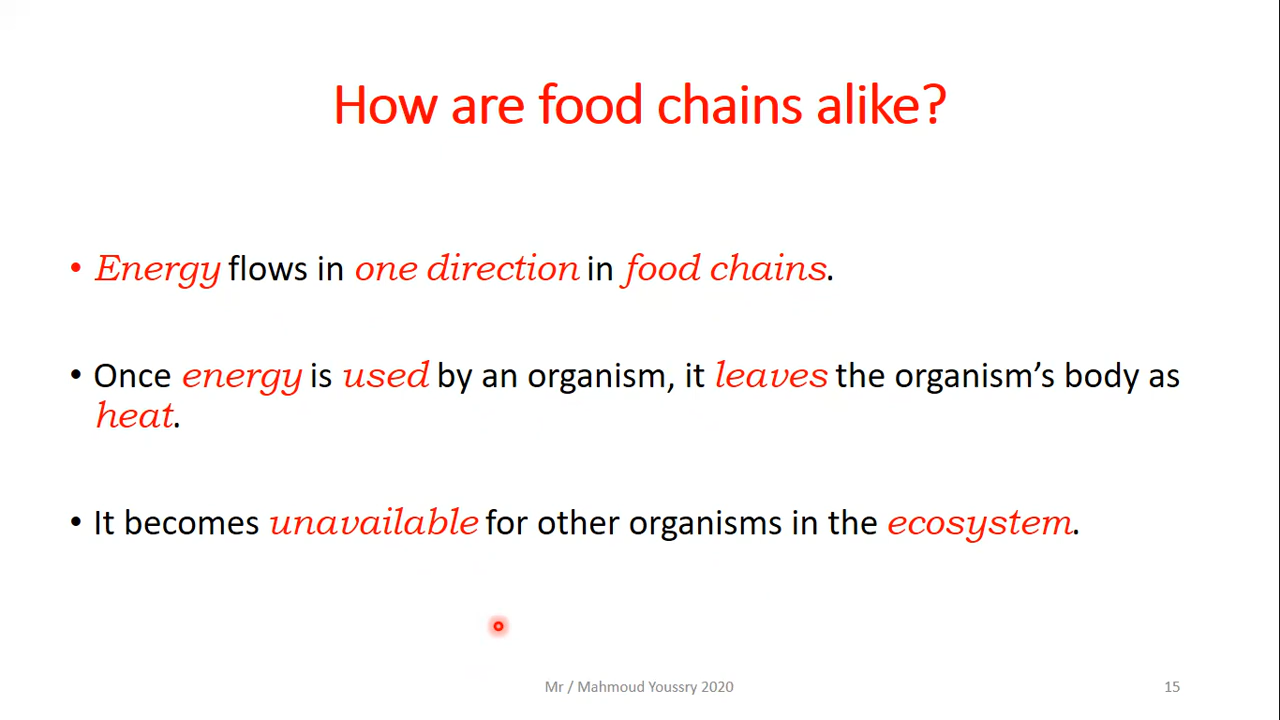 How are food chains alike?
• Energy flows in one direction in food chains.
• Once energy is used by an organism, it leaves the organism’s body as
heat.
• It becomes unavailable for other organisms in the ecosystem.
Mr / Mahmoud Youssry 2020
15